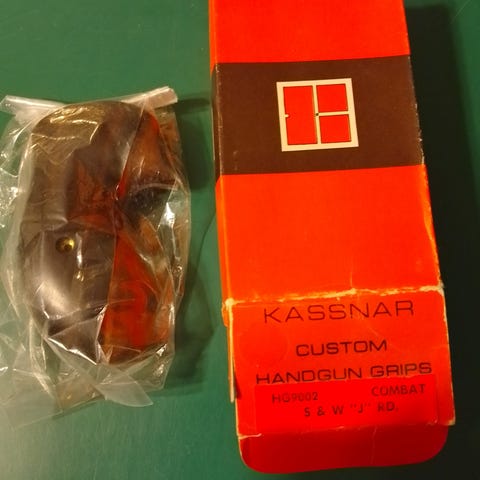 KASSNAR
CUSTOM
HANDGUN GRIPS
HG9002 COMBAT
S & W "J" RD.